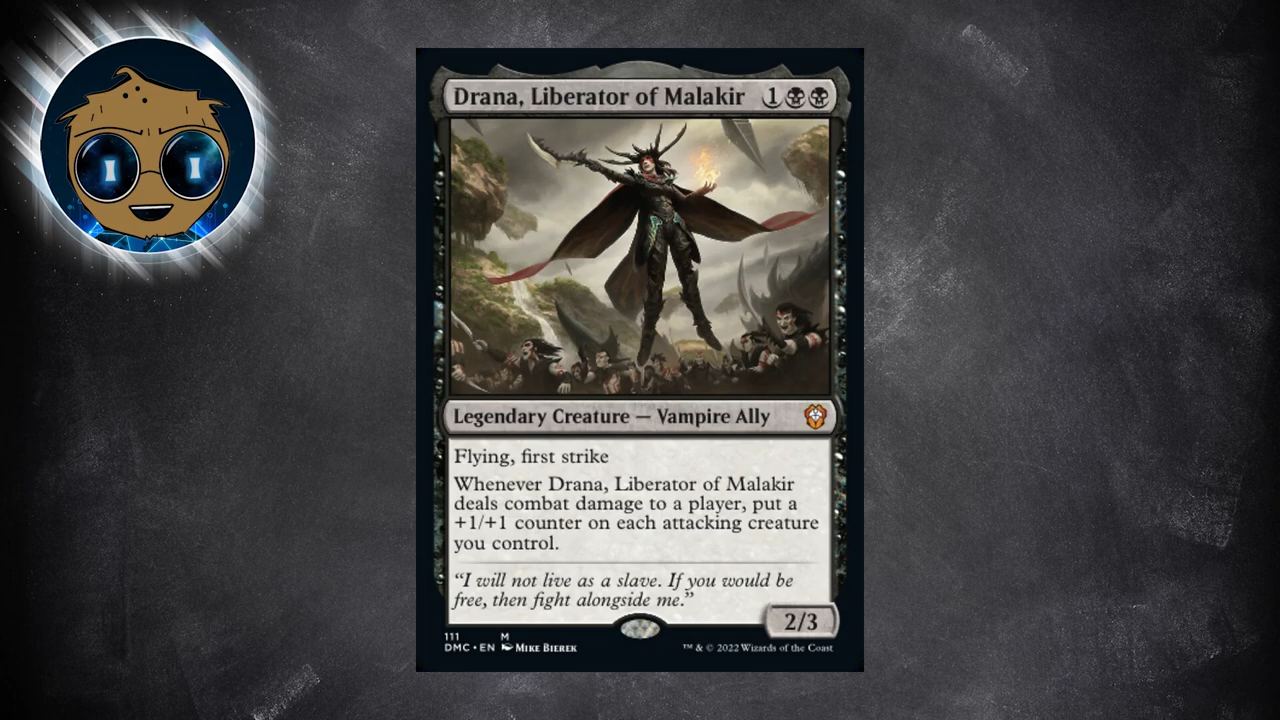 Drana, Liberator of Malakir 1
Legendary Creature — Vampire Ally
Flying, first strike
Whenever Drana, Liberator of Malakir
deals combat damage to a player, put a
+1/+1 counter on each attacking creature
you control.
“I will not live as a slave. If you would be
free, then fight alongside me.”
2/3
111 M
DMC • EN Mike Bierek ™ & © 2022 Wizards of the Coast